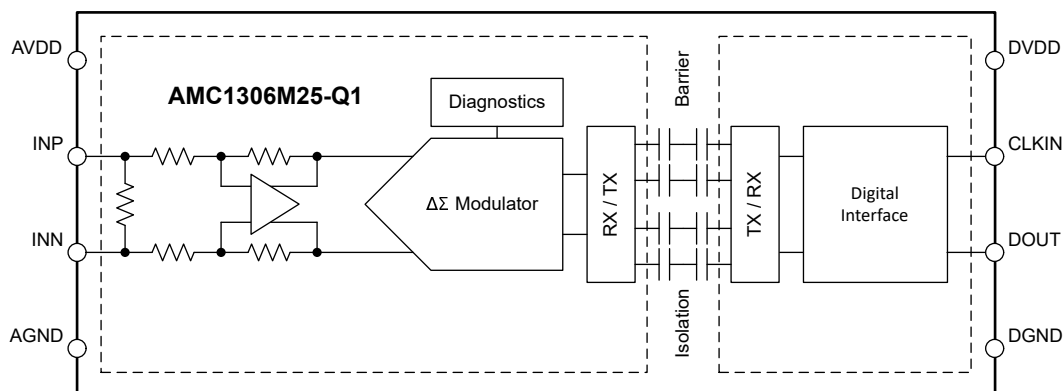 AVDD
DVDD
AMC1306M25-Q1
Diagnostics
Barrier
INP
CLKIN
ΔΣ Modulator
RX / TX
TX / RX
Digital
Interface
INN
DOUT
Isolation
AGND
DGND